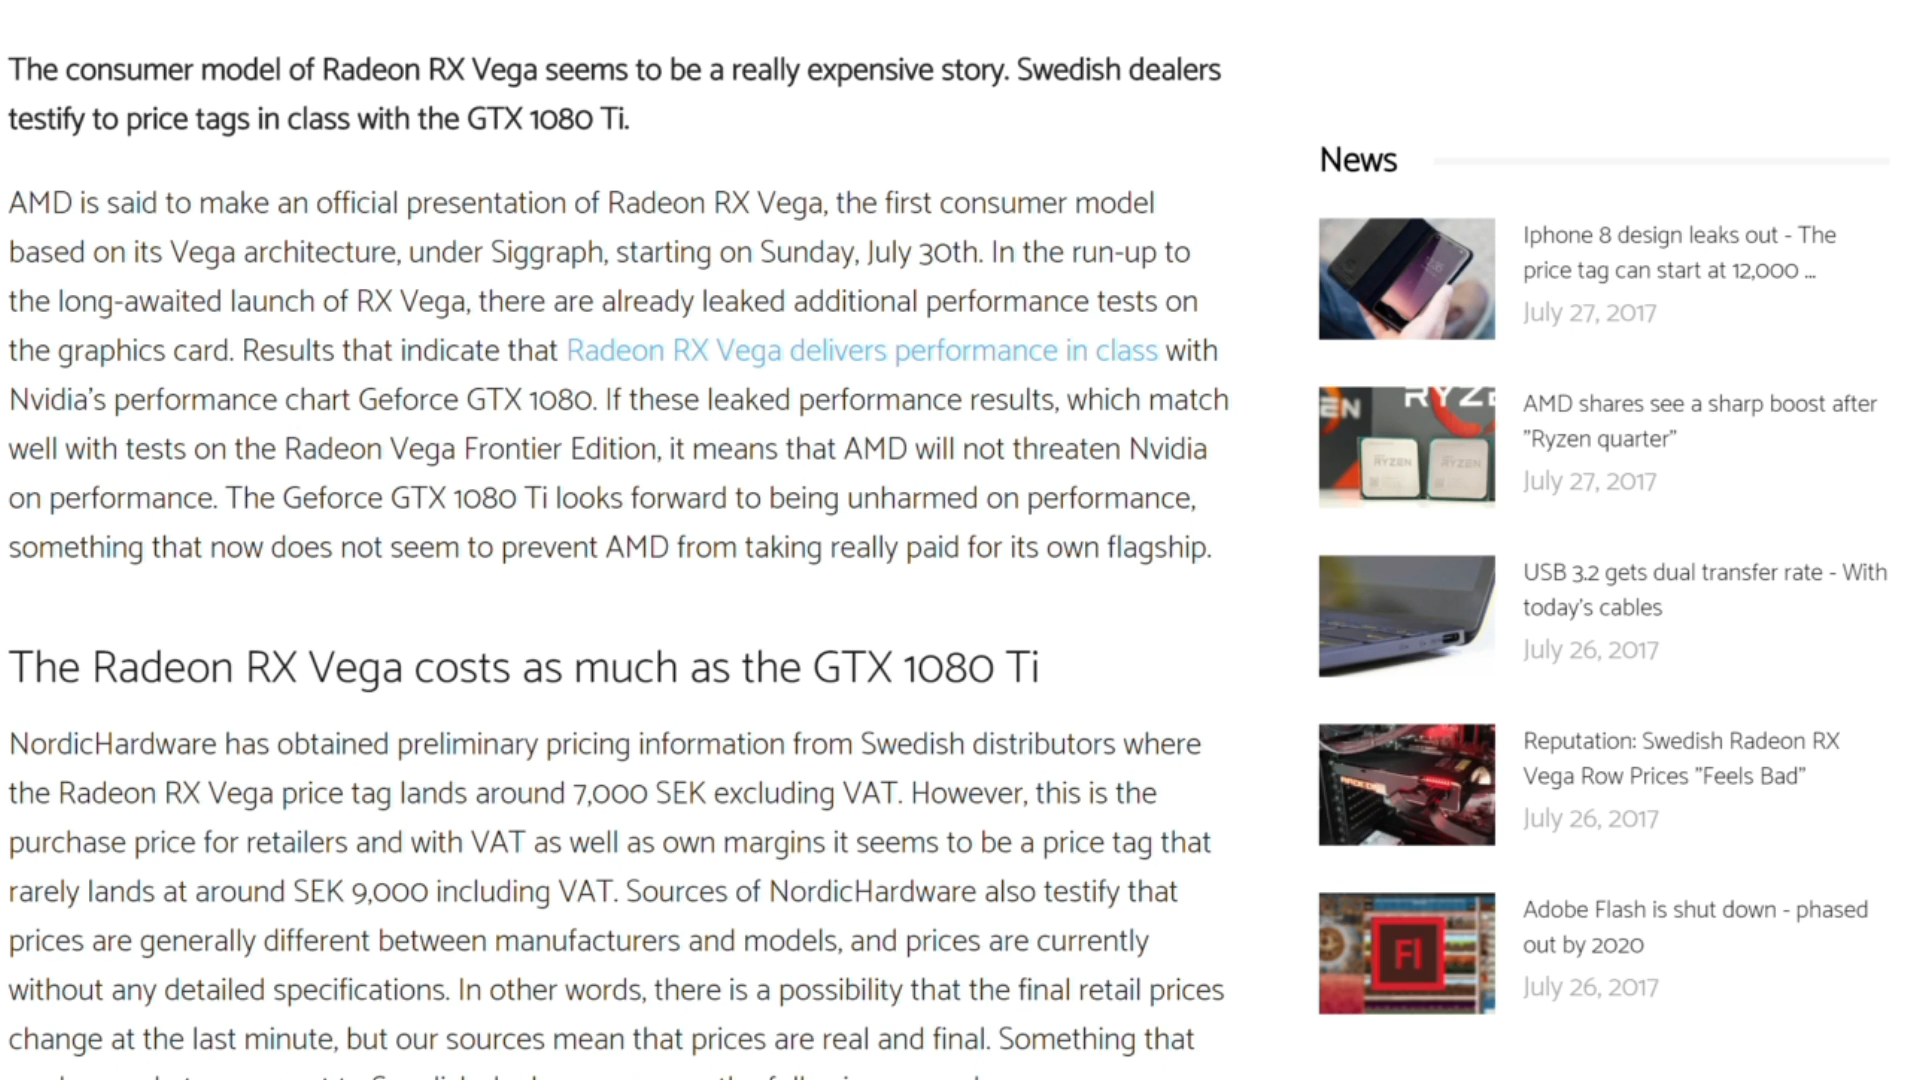 The consumer model of Radeon RX Vega seems to be a really expensive story. Swedish dealers
testify to price tags in class with the GTX 1080 Ti.
AMD is said to make an official presentation of Radeon RX Vega, the first consumer model
based on its Vega architecture, under Siggraph, starting on Sunday, July 30th. In the run-up to
the long-awaited launch of RX Vega, there are already leaked additional performance tests on
the graphics card. Results that indicate that Radeon RX Vega delivers performance in class with
Nvidia's performance chart Geforce GTX 1080. If these leaked performance results, which match
well with tests on the Radeon Vega Frontier Edition, it means that AMD will not threaten Nvidia
on performance. The Geforce GTX 1080 Ti looks forward to being unharmed on performance,
something that now does not seem to prevent AMD from taking really paid for its own flagship.
The Radeon RX Vega costs as much as the GTX 1080 Ti
NordicHardware has obtained preliminary pricing information from Swedish distributors where
the Radeon RX Vega price tag lands around 7,000 SEK excluding VAT. However, this is the
purchase price for retailers and with VAT as well as own margins it seems to be a price tag that
rarely lands at around SEK 9,000 including VAT. Sources of NordicHardware also testify that
prices are generally different between manufacturers and models, and prices are currently
without any detailed specifications. In other words, there is a possibility that the final retail prices
change at the last minute, but our sources mean that prices are real and final. Something that
News
Iphone 8 design leaks out - The
price tag can start at 12,000 ...
July 27, 2017
RYZE
EN
RYZEN
RYZEN
AMD shares see a sharp boost after
"Ryzen quarter"
July 27, 2017
USB 3.2 gets dual transfer rate - With
today's cables
July 26, 2017
Reputation: Swedish Radeon RX
Vega Row Prices "Feels Bad"
July 26, 2017
Fl
Adobe Flash is shut down - phased
out by 2020
July 26, 2017